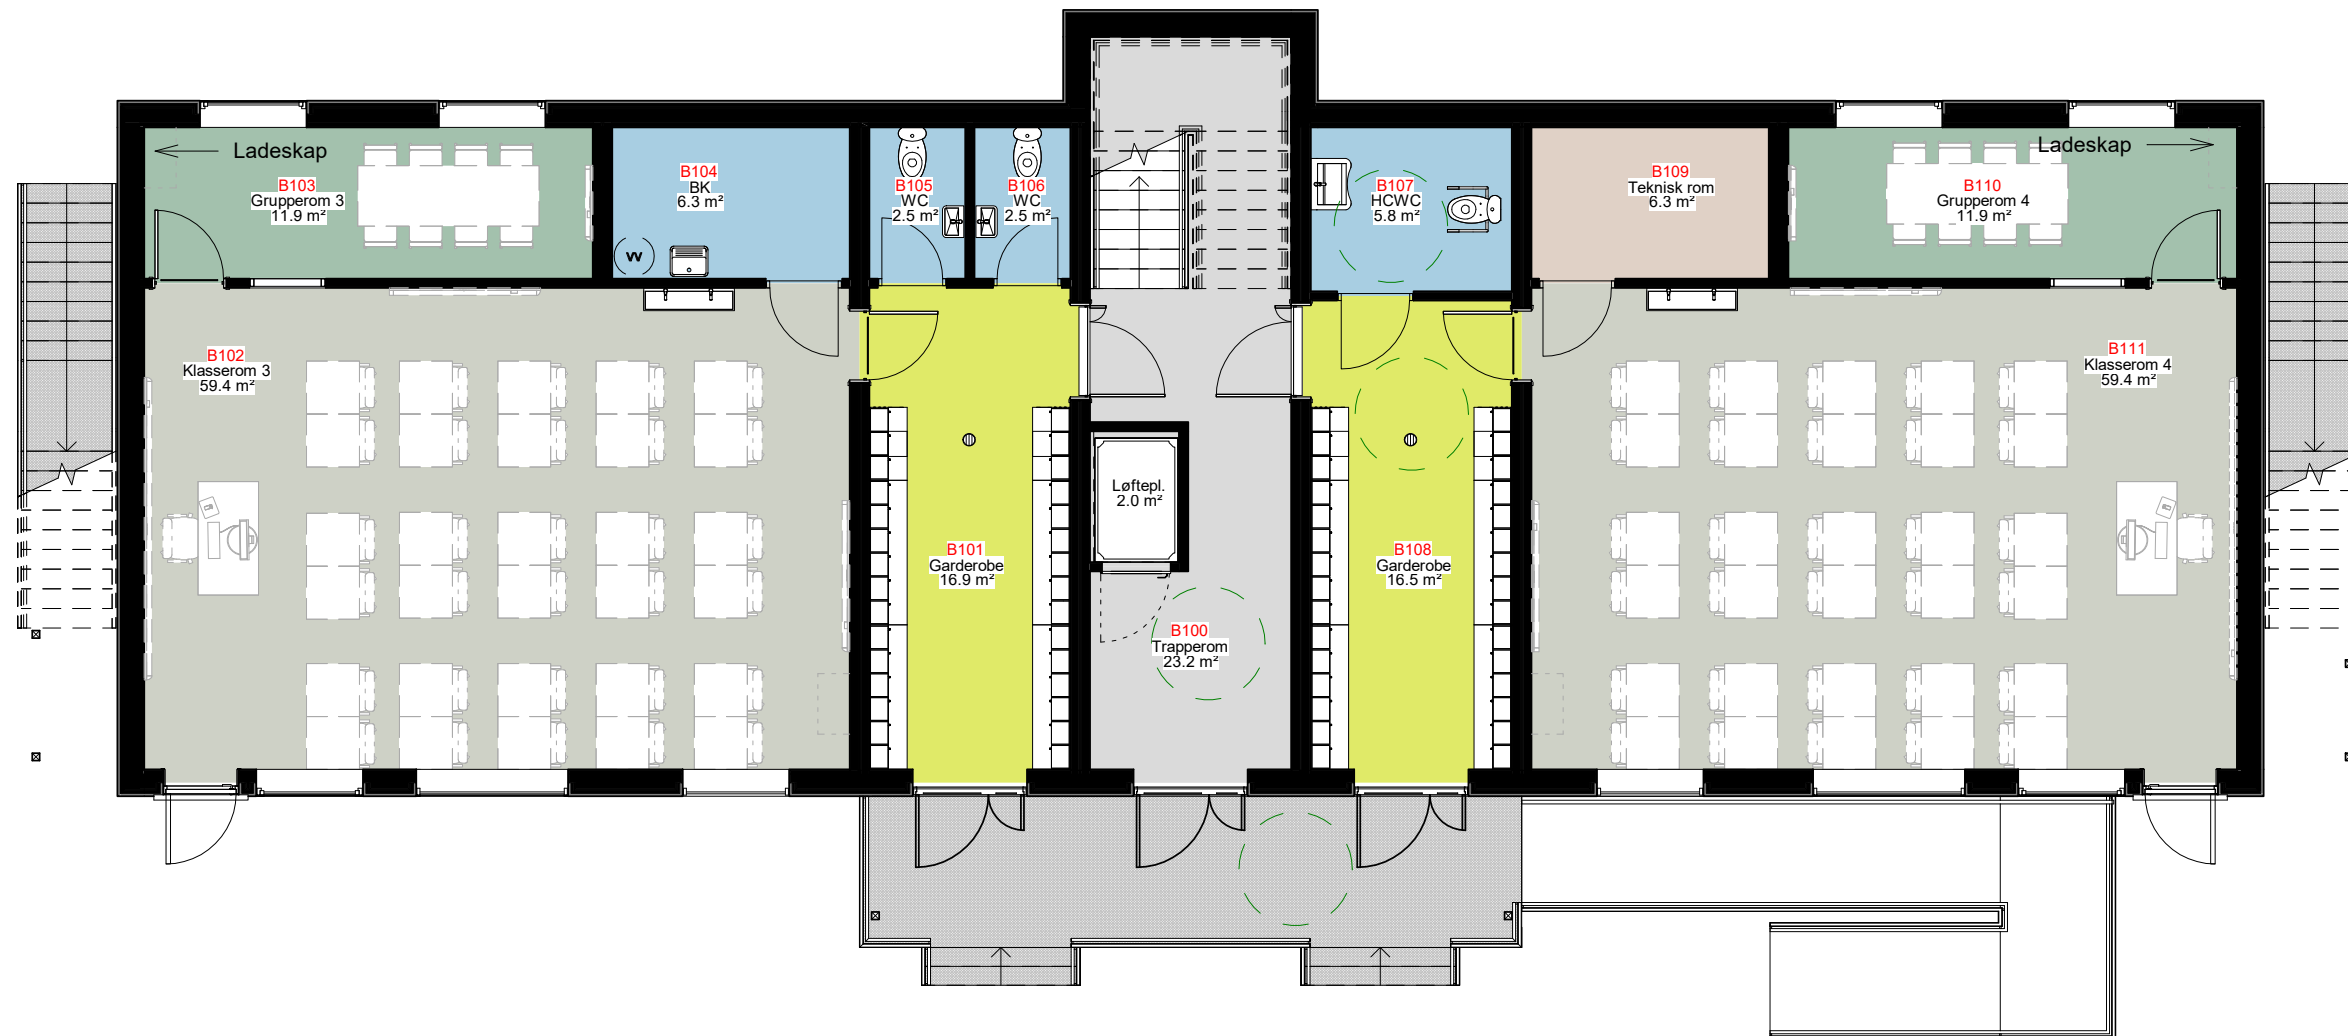 Ladeskap
B103
Grupperom 3
11.9 m²
B104
BK
6.3 m²
VV
B105
WC
2.5 m²
B106
WC
2.5 m²
B107
HCWC
5.8 m²
B109
Teknisk rom
6.3 m²
Ladeskap
B110
Grupperom 4
11.9 m²
B102
Klasserom 3
59.4 m²
B111
Klasserom 4
59.4 m²
Løftepl.
2.0 m²
B101
Garderobe
16.9 m²
B108
Garderobe
16.5 m²
B100
Trapperom
23.2 m²